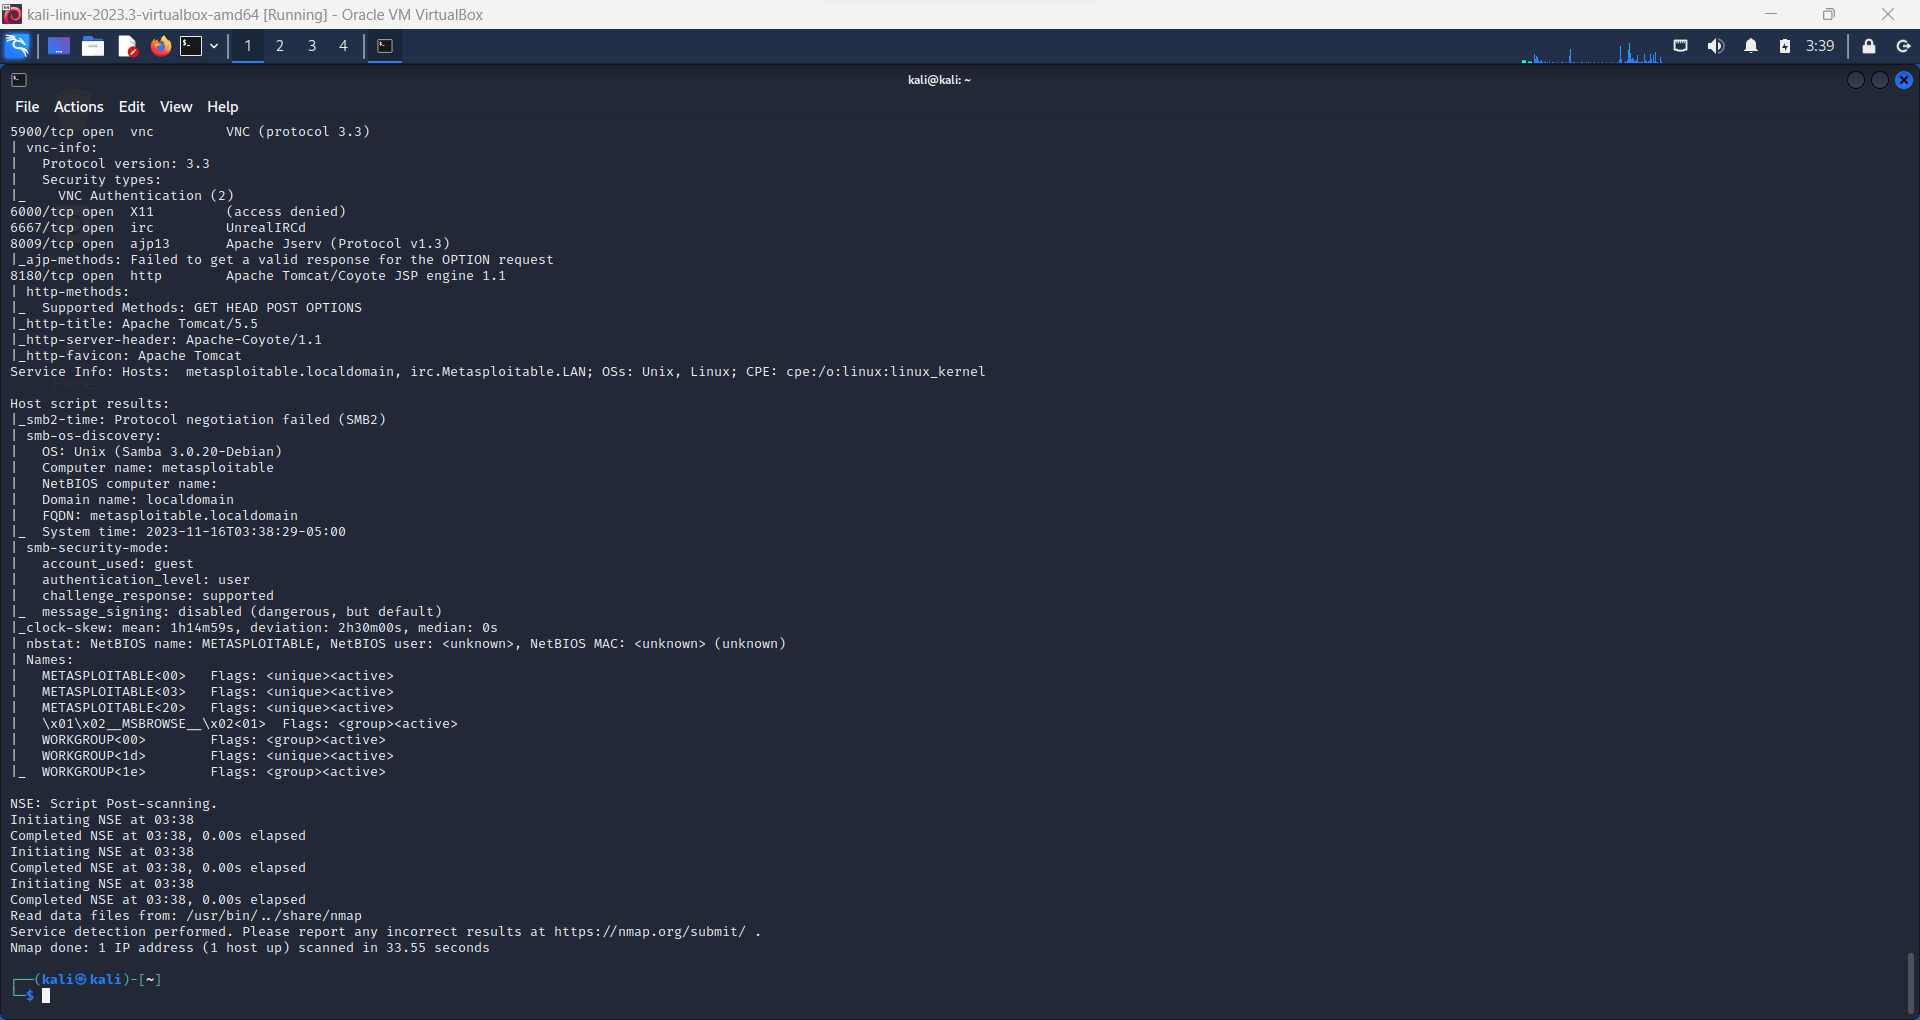 kali-linux-2023.3-virtualbox-amd64 [Running] - Oracle VM VirtualBox
1 2 3 4 3:39
kali@kali: ~
File Actions Edit View Help
5900/tcp open  vnc         VNC (protocol 3.3)
| vnc-info:
|   Protocol version: 3.3
|   Security types:
|_    VNC Authentication (2)
6000/tcp open  X11         (access denied)
6667/tcp open  irc         UnrealIRCd
8009/tcp open  ajp13       Apache Jserv (Protocol v1.3)
|_ajp-methods: Failed to get a valid response for the OPTION request
8180/tcp open  http        Apache Tomcat/Coyote JSP engine 1.1
| http-methods:
|_  Supported Methods: GET HEAD POST OPTIONS
|_http-title: Apache Tomcat/5.5
|_http-server-header: Apache-Coyote/1.1
|_http-favicon: Apache Tomcat
Service Info: Hosts:  metasploitable.localdomain, irc.Metasploitable.LAN; OSs: Unix, Linux; CPE: cpe:/o:linux:linux_kernel
Home
Host script results:
|_smb2-time: Protocol negotiation failed (SMB2)
| smb-os-discovery:
|   OS: Unix (Samba 3.0.20-Debian)
|   Computer name: metasploitable
|   NetBIOS computer name:
|   Domain name: localdomain
|   FQDN: metasploitable.localdomain
|_  System time: 2023-11-16T03:38:29-05:00
| smb-security-mode:
|   account_used: guest
|   authentication_level: user
|   challenge_response: supported
|_  message_signing: disabled (dangerous, but default)
|_clock-skew: mean: 1h14m59s, deviation: 2h30m00s, median: 0s
| nbstat: NetBIOS name: METASPLOITABLE, NetBIOS user: <unknown>, NetBIOS MAC: <unknown> (unknown)
| Names:
|   METASPLOITABLE<00>   Flags: <unique><active>
|   METASPLOITABLE<03>   Flags: <unique><active>
|   METASPLOITABLE<20>   Flags: <unique><active>
|   \x01\x02__MSBROWSE__\x02<01>  Flags: <group><active>
|   WORKGROUP<00>        Flags: <group><active>
|   WORKGROUP<1d>        Flags: <unique><active>
|_  WORKGROUP<1e>        Flags: <group><active>
NSE: Script Post-scanning.
Initiating NSE at 03:38
Completed NSE at 03:38, 0.00s elapsed
Initiating NSE at 03:38
Completed NSE at 03:38, 0.00s elapsed
Initiating NSE at 03:38
Completed NSE at 03:38, 0.00s elapsed
Read data files from: /usr/bin/../share/nmap
Service detection performed. Please report any incorrect results at https://nmap.org/submit/ .
Nmap done: 1 IP address (1 host up) scanned in 33.55 seconds
┌──(kali㉿kali)-[~]
└─$